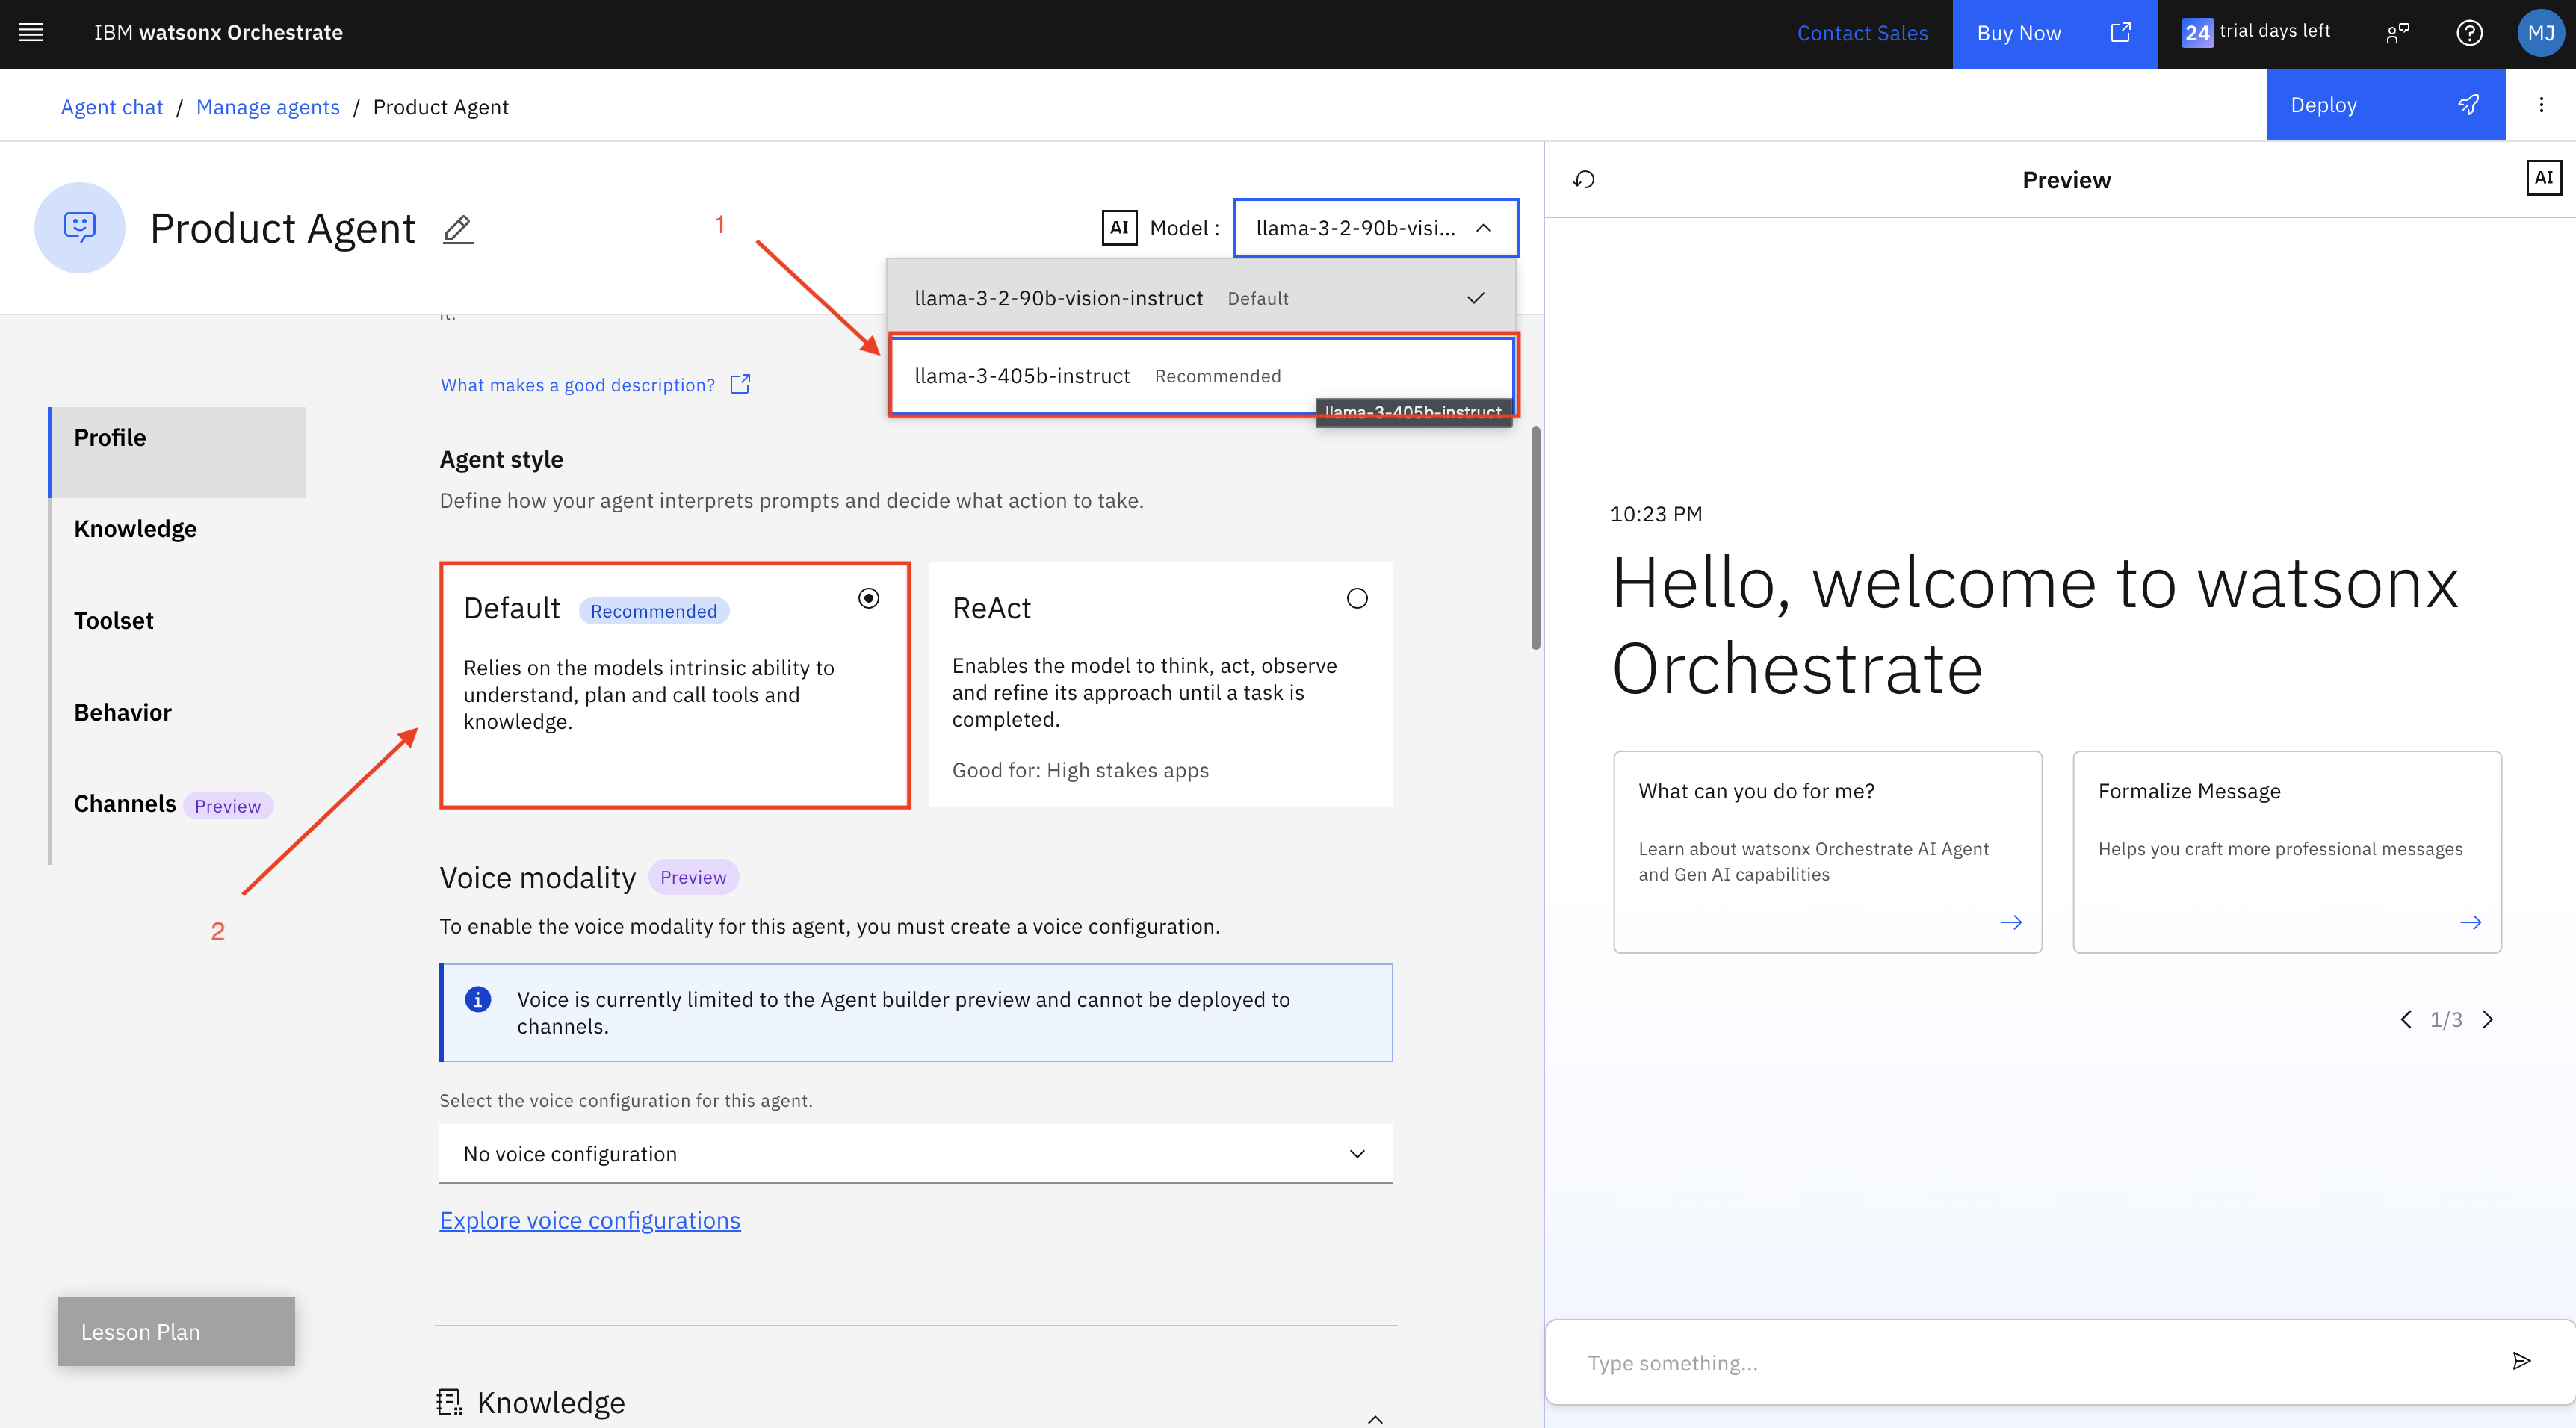 IBM watsonx Orchestrate
Contact Sales
Buy Now
24 trial days left
MJ
Agent chat / Manage agents / Product Agent
Deploy
Product Agent
1
AI Model :
llama-3-2-90b-visi...
llama-3-2-90b-vision-instruct Default
llama-3-405b-instruct Recommended
llama-3-405b-instruct
it.
What makes a good description?
Profile
Knowledge
Toolset
Behavior
Channels Preview
2
Lesson Plan
Agent style
Define how your agent interprets prompts and decide what action to take.
Default Recommended
Relies on the models intrinsic ability to
understand, plan and call tools and
knowledge.
ReAct
Enables the model to think, act, observe
and refine its approach until a task is
completed.
Good for: High stakes apps
Voice modality Preview
To enable the voice modality for this agent, you must create a voice configuration.
Voice is currently limited to the Agent builder preview and cannot be deployed to
channels.
Select the voice configuration for this agent.
No voice configuration
Explore voice configurations
Knowledge
Preview
AI
10:23 PM
Hello, welcome to watsonx
Orchestrate
What can you do for me?
Learn about watsonx Orchestrate AI Agent
and Gen AI capabilities
Formalize Message
Helps you craft more professional messages
1/3
Type something...